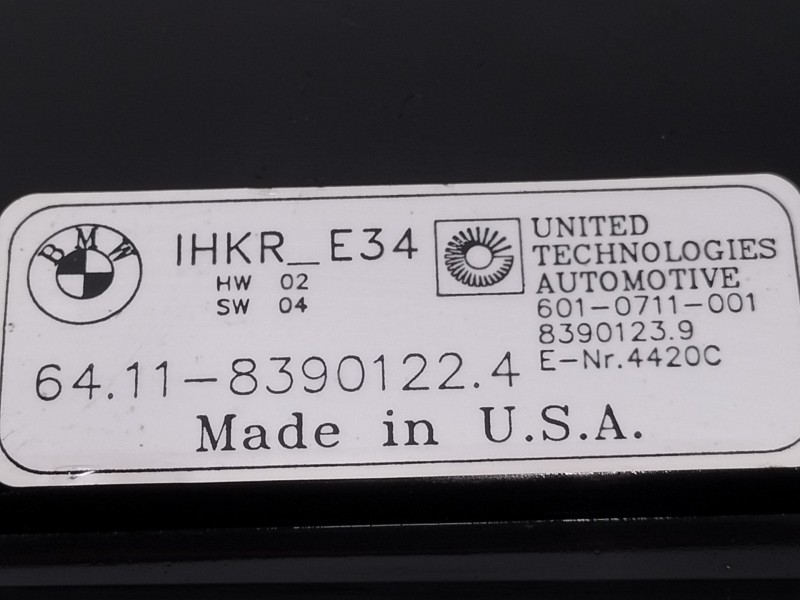 BMW
IHKR_E34
HW 02
SW 04
64.11-8390122.4
UNITED
TECHNOLOGIES
AUTOMOTIVE
601-0711-001
8390123.9
E-Nr.4420C
Made in U.S.A.